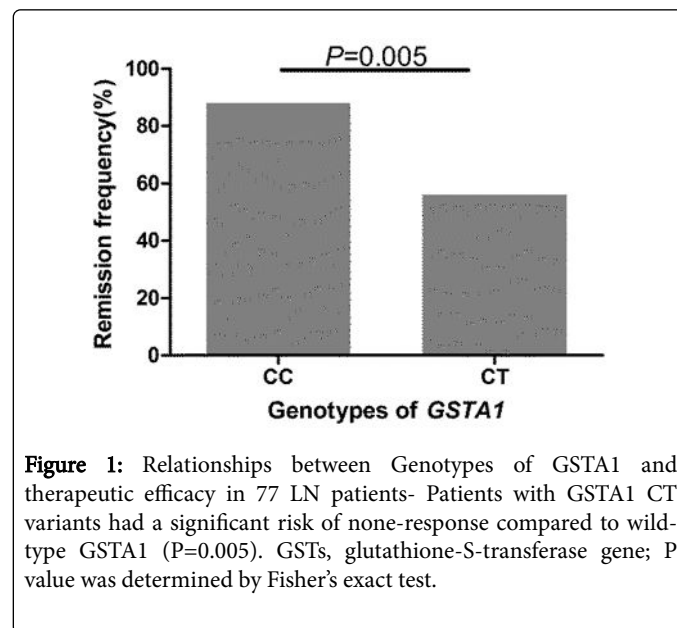 P=0.005
100
80
60
40
20
0
Remission frequency(%)
CC CT
Genotypes of GSTA1
Figure 1: Relationships between Genotypes of GSTA1 and
therapeutic efficacy in 77 LN patients- Patients with GSTA1 CT
variants had a significant risk of none-response compared to wild-
type GSTA1 (P=0.005). GSTs, glutathione-S-transferase gene; P
value was determined by Fisher’s exact test.